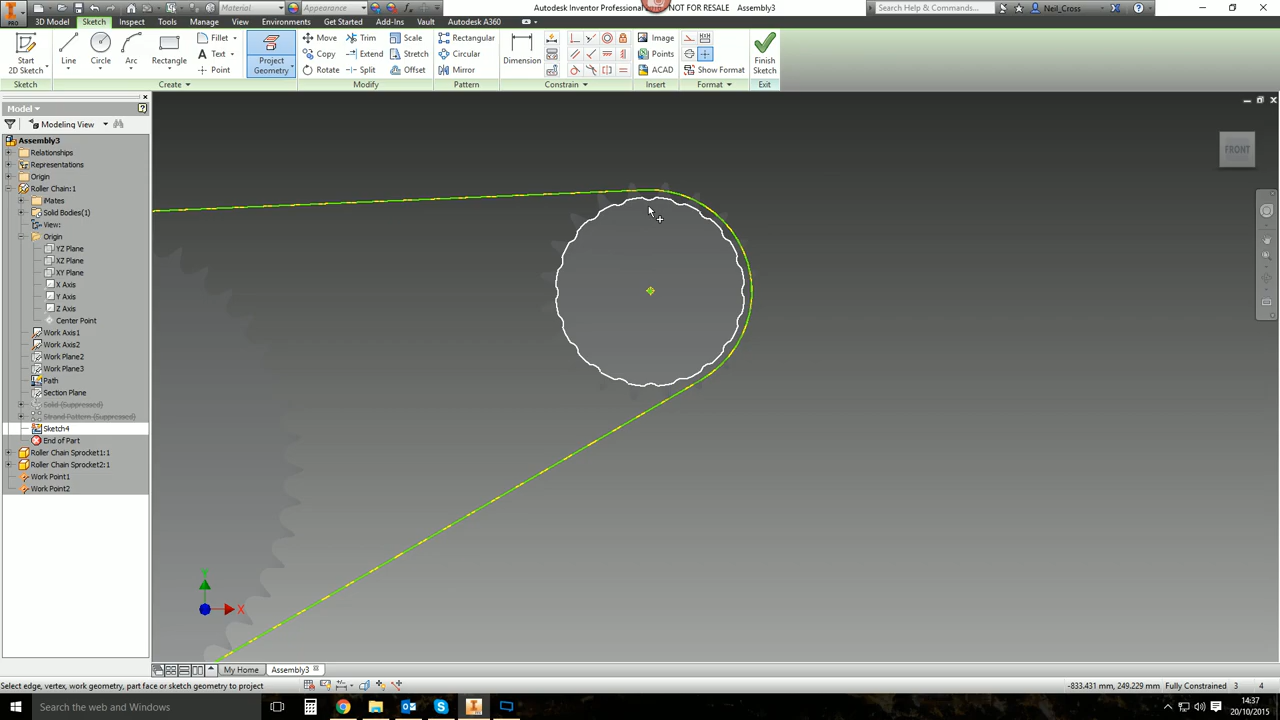 Material
Appearance
Autodesk Inventor Professional NOT FOR RESALE Assembly3
Search Help & Commands...
Neil_Cross
PRO
3D Model
Sketch
Inspect
Tools
Manage
View
Environments
Get Started
Add-Ins
Vault
Autodesk A360
Start
2D Sketch
Line
Circle
Arc
Rectangle
Fillet
Text
Point
Project
Geometry
Move
Copy
Rotate
Trim
Extend
Split
Scale
Stretch
Offset
Rectangular
Circular
Mirror
Dimension
Image
Points
ACAD
Show Format
Finish
Sketch
Sketch
Create
Modify
Pattern
Constrain
Insert
Format
Exit
Model
Modeling View
Assembly3
Relationships
Representations
Origin
Roller Chain:1
iMates
Solid Bodies(1)
View:
Origin
YZ Plane
XZ Plane
XY Plane
X Axis
Y Axis
Z Axis
Center Point
Work Axis1
Work Axis2
Work Plane2
Work Plane3
Path
Section Plane
Solid (Suppressed)
Strand Pattern (Suppressed)
Sketch4
End of Part
Roller Chain Sprocket1:1
Roller Chain Sprocket2:1
Work Point1
Work Point2
FRONT
Y
X
My Home
Assembly3
Select edge, vertex, work geometry, part face or sketch geometry to project
-833.431 mm, 249.229 mm
Fully Constrained
3
4
Search the web and Windows
14:37
20/10/2015